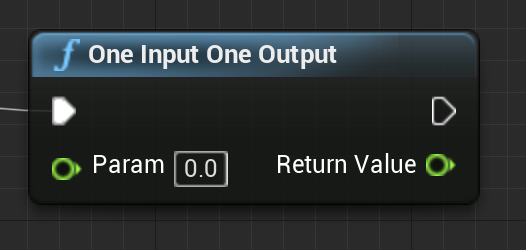 f One Input One Output
Param 0.0 Return Value